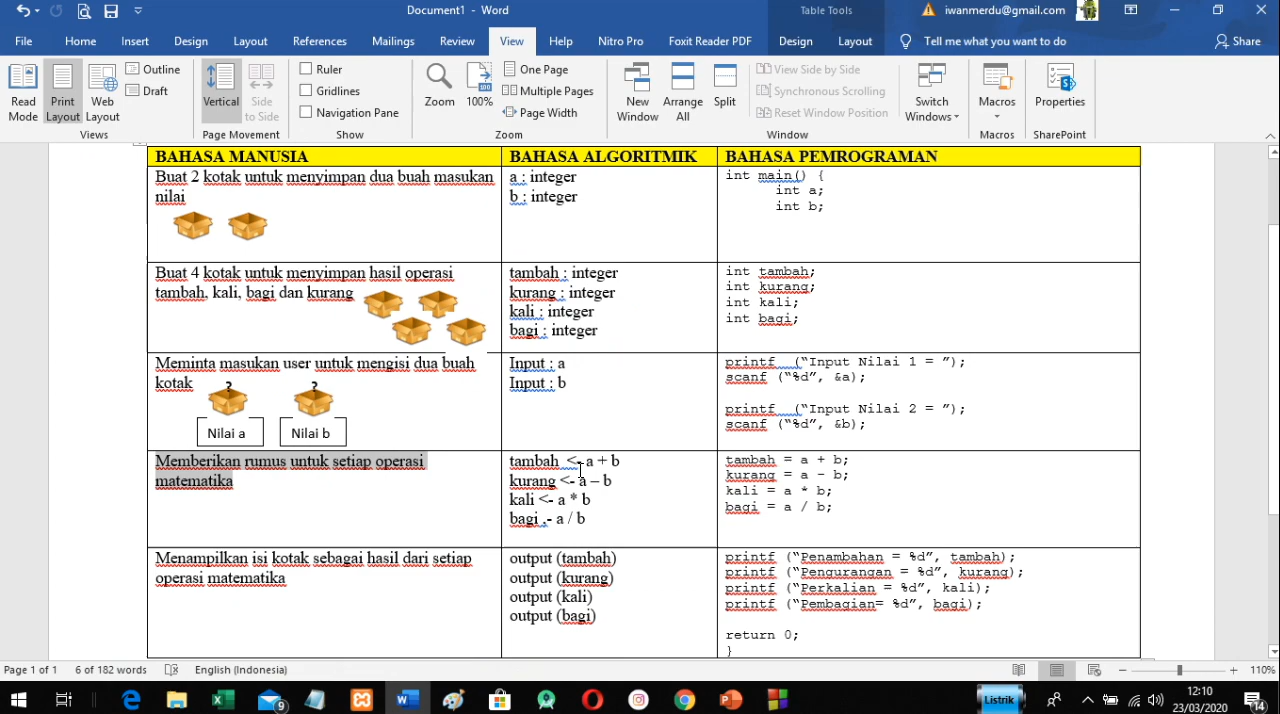 Document1 - Word
Table Tools
iwanmerdu@gmail.com
File Home Insert Design Layout References Mailings Review View Help Nitro Pro Foxit Reader PDF Design Layout Tell me what you want to do Share
Read Mode
Print Layout
Web Layout
Outline
Draft
Views
Vertical
Side to Side
Page Movement
Ruler
Gridlines
Navigation Pane
Show
Zoom
100
100%
One Page
Multiple Pages
Page Width
Zoom
New Window
Arrange All
Split
View Side by Side
Synchronous Scrolling
Reset Window Position
Window
Switch Windows
Macros
Macros
Properties
SharePoint
BAHASA MANUSIA
BAHASA ALGORITMIK
BAHASA PEMROGRAMAN
Buat 2 kotak untuk menyimpan dua buah masukan
nilai
a : integer
b : integer
int main() {
int a;
int b;
Buat 4 kotak untuk menyimpan hasil operasi
tambah, kali, bagi dan kurang
tambah : integer
kurang : integer
kali : integer
bagi : integer
int tambah;
int kurang;
int kali;
int bagi;
Meminta masukan user untuk mengisi dua buah
kotak
? ?
Nilai a Nilai b
Input : a
Input : b
printf (“Input Nilai 1 = ”);
scanf (“%d”, &a);
printf (“Input Nilai 2 = ”);
scanf (“%d”, &b);
Memberikan rumus untuk setiap operasi
matematika
tambah <- a + b
kurang <- a – b
kali <- a * b
bagi ,- a / b
tambah = a + b;
kurang = a – b;
kali = a * b;
bagi = a / b;
Menampilkan isi kotak sebagai hasil dari setiap
operasi matematika
output (tambah)
output (kurang)
output (kali)
output (bagi)
printf (“Penambahan = %d”, tambah);
printf (“Pengurangan = %d”, kurang);
printf (“Perkalian = %d”, kali);
printf (“Pembagian= %d”, bagi);
return 0;
}
Page 1 of 1 6 of 182 words English (Indonesia) 110%
9
Listrik
12:10
23/03/2020
14